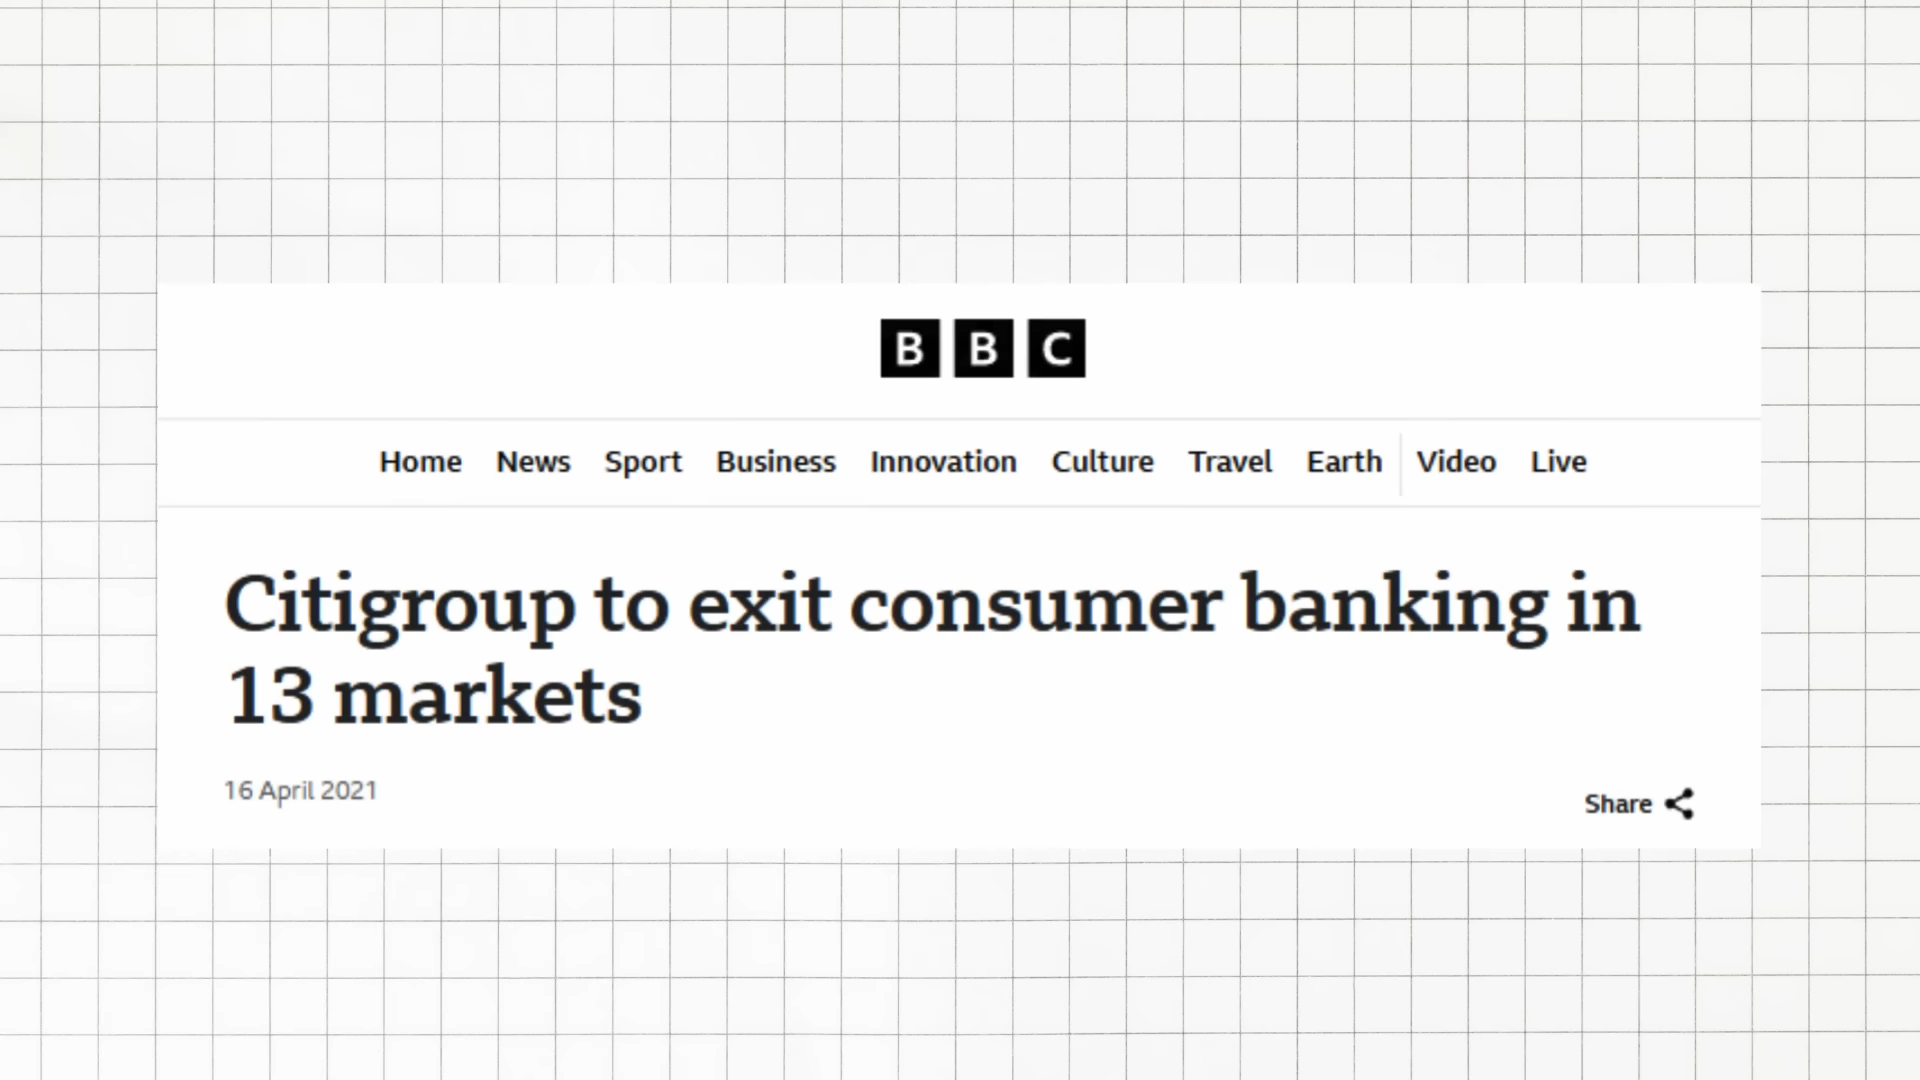 BBC
Home News Sport Business Innovation Culture Travel Earth Video Live
Citigroup to exit consumer banking in
13 markets
16 April 2021
Share